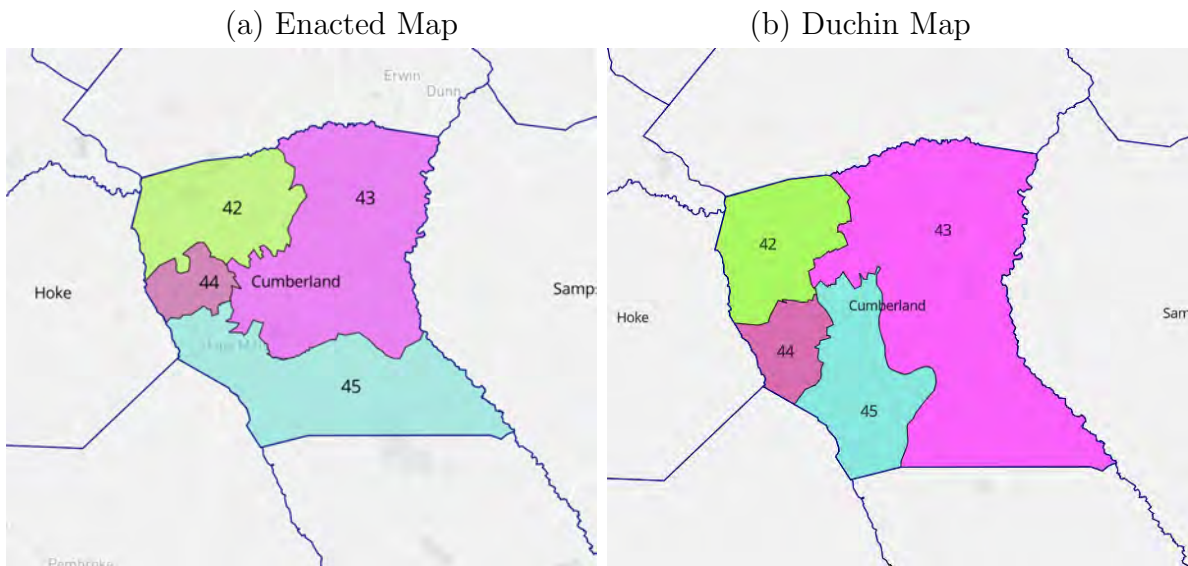 (a) Enacted Map
(b) Duchin Map
Erwin
Dunn
42
43
44
Cumberland
Hoke
Samp
45
Pembroke
42
43
Cumberland
Hoke
Sam
44
45